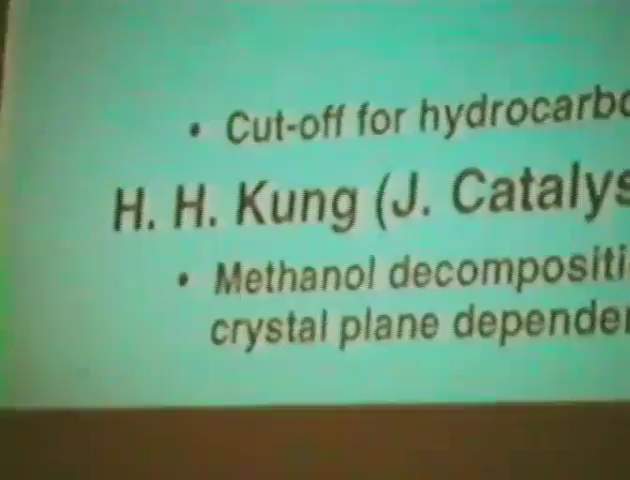 • Cut-off for hydrocarbo
H. H. Kung (J. Catalys
• Methanol decompositi
crystal plane depende